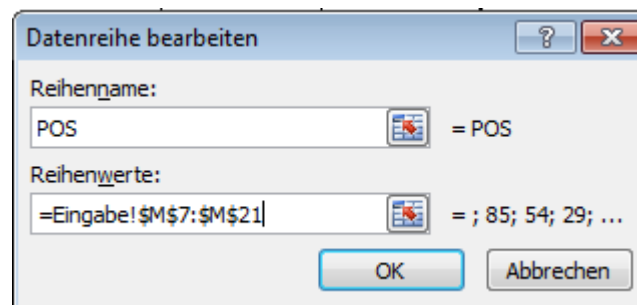 Datenreihe bearbeiten
Reihenname:
POS = POS
Reihenwerte:
=Eingabe!$M$7:$M$21 = ; 85; 54; 29; ...
OK Abbrechen